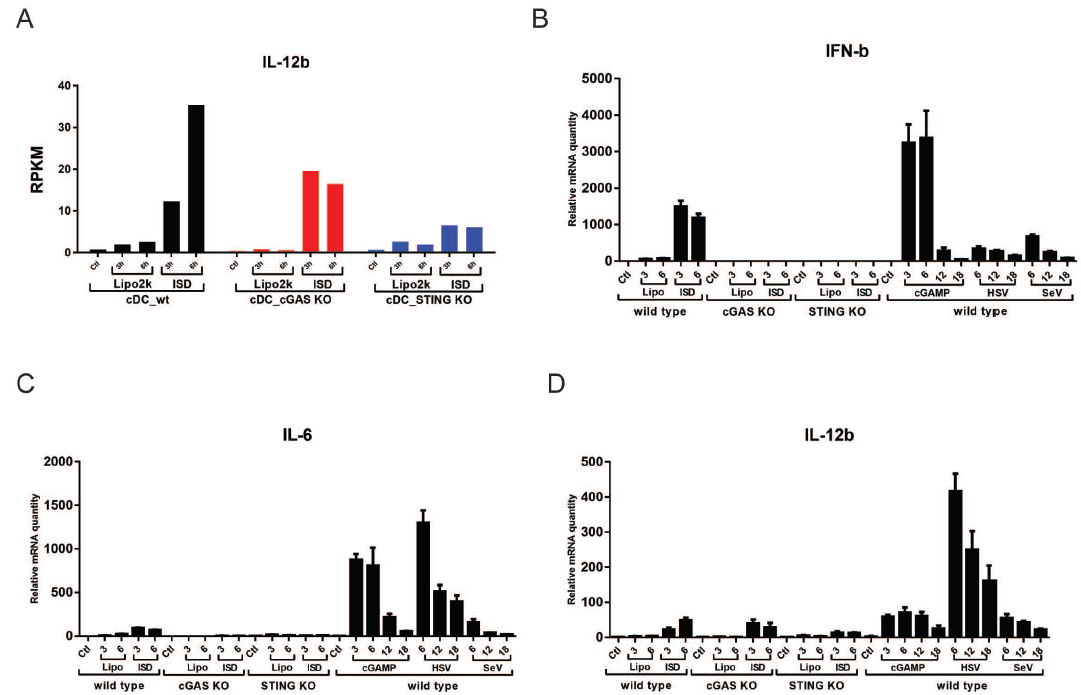 A
IL-12b
RPKM
40
30
20
10
0
Ctl 3h 6h 3h 6h Ctl 3h 6h 3h 6h Ctl 3h 6h 3h 6h
Lipo2k ISD Lipo2k ISD Lipo2k ISD
cDC_wt cDC_cGAS KO cDC_STING KO
B
IFN-b
Relative mRNA quantity
5000
4000
3000
2000
1000
0
Ctl 3 6 3 6 Ctl 3 6 3 6 Ctl 3 6 3 6 Ctl 3 6 12 18 6 12 18 6 12 18
Lipo ISD Lipo ISD Lipo ISD cGAMP HSV SeV
wild type cGAS KO STING KO wild type
C
IL-6
Relative mRNA quantity
2000
1500
1000
500
0
Ctl 3 6 3 6 Ctl 3 6 3 6 Ctl 3 6 3 6 Ctl 3 6 12 18 6 12 18 6 12 18
Lipo ISD Lipo ISD Lipo ISD cGAMP HSV SeV
wild type cGAS KO STING KO wild type
D
IL-12b
Relative mRNA quantity
500
400
300
200
100
0
Ctl 3 6 3 6 Ctl 3 6 3 6 Ctl 3 6 3 6 Ctl 3 6 12 18 6 12 18 6 12 18
Lipo ISD Lipo ISD Lipo ISD cGAMP HSV SeV
wild type cGAS KO STING KO wild type